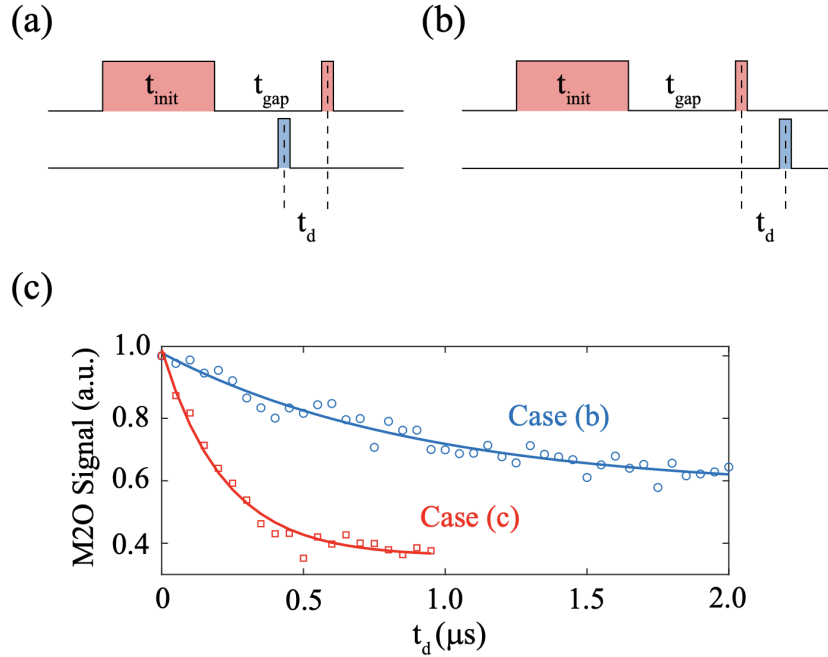 (a)
(b)
t_init t_gap
t_init t_gap
t_d
t_d
(c)
M2O Signal (a.u.)
1.0
0.8
0.6
0.4
Case (b)
Case (c)
0 0.5 1.0 1.5 2.0
t_d (μs)